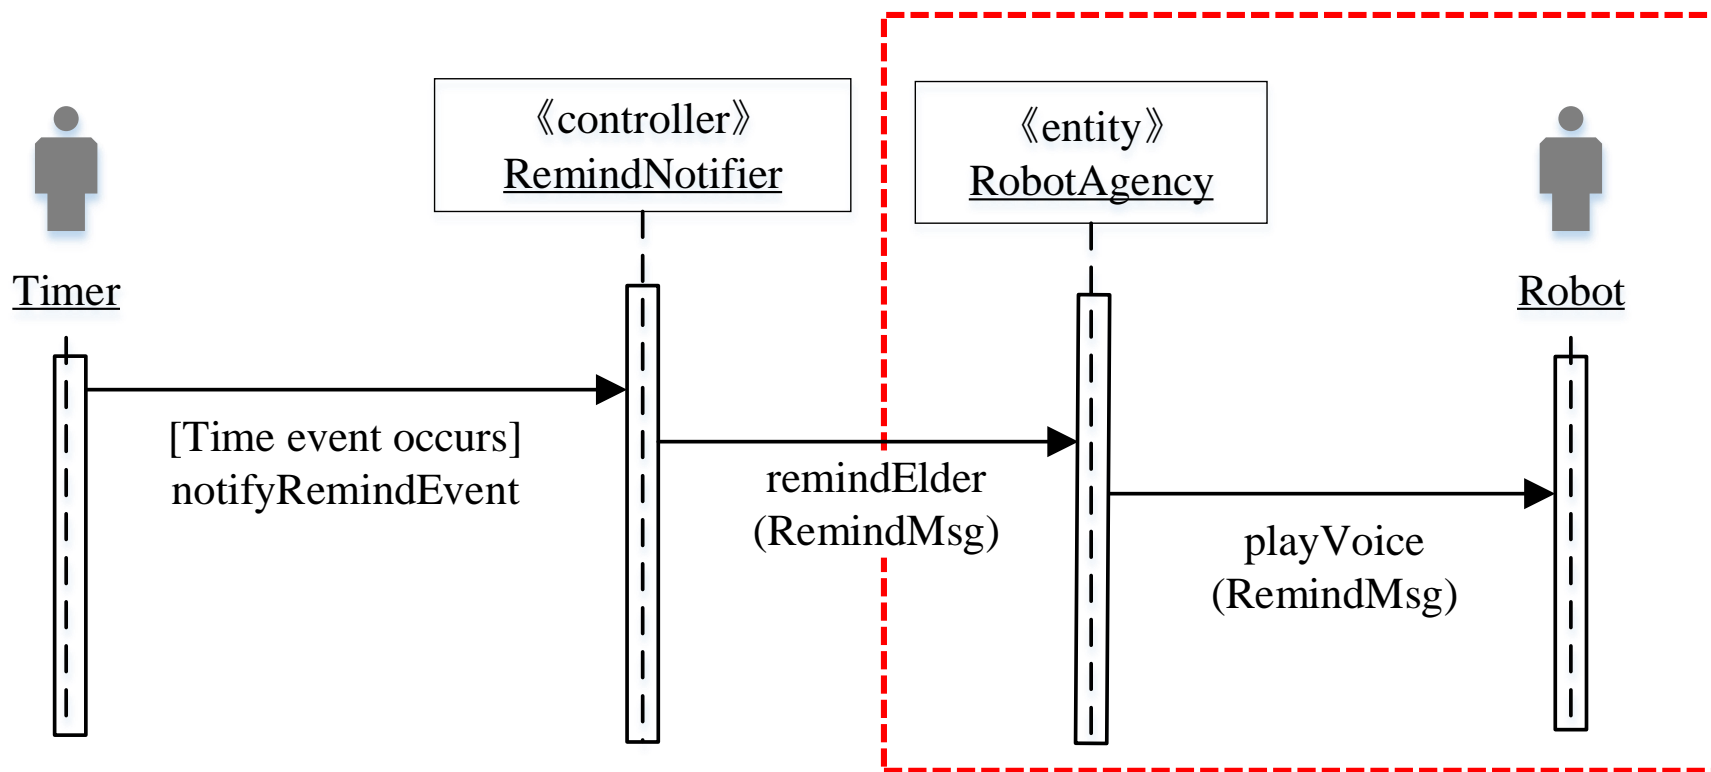 《controller》
RemindNotifier
《entity》
RobotAgency
Timer
Robot
[Time event occurs]
notifyRemindEvent
remindElder
(RemindMsg)
playVoice
(RemindMsg)